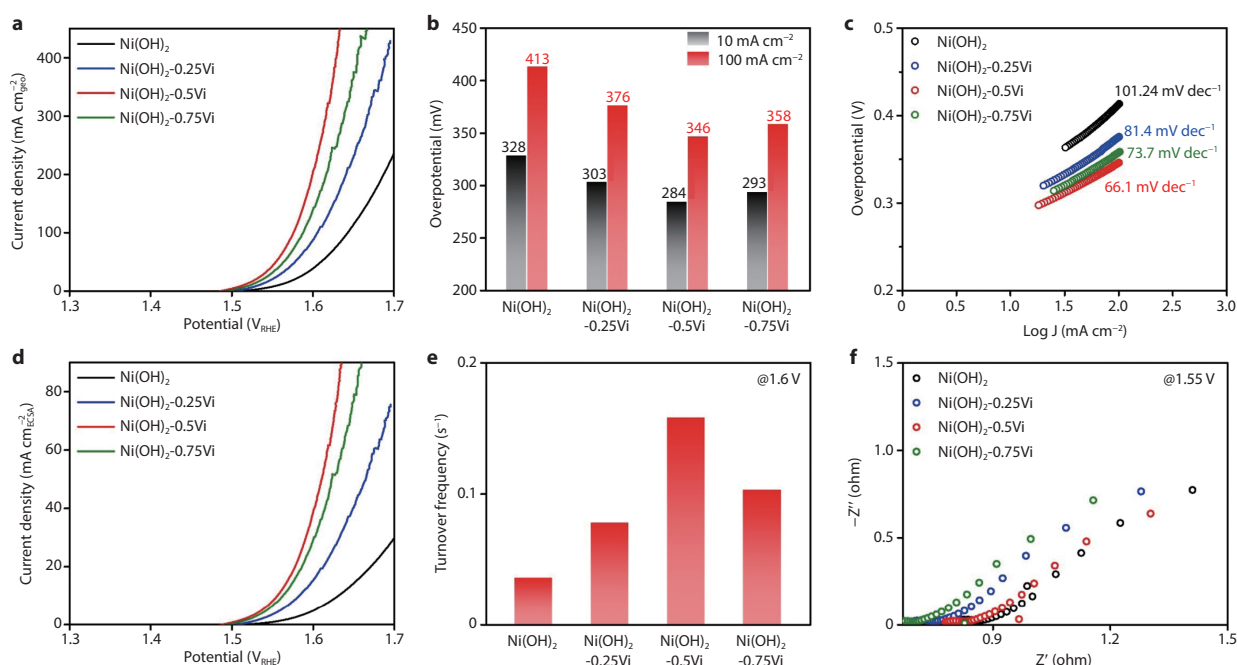 a
Current density (mA cm⁻²geo)
400
300
200
100
0
1.3
1.4
1.5
1.6
1.7
Potential (VRHE)
Ni(OH)₂
Ni(OH)₂-0.25Vi
Ni(OH)₂-0.5Vi
Ni(OH)₂-0.75Vi
b
Overpotential (mV)
450
400
350
300
250
200
10 mA cm⁻²
100 mA cm⁻²
328
413
303
376
284
346
293
358
Ni(OH)₂
Ni(OH)₂
-0.25Vi
Ni(OH)₂
-0.5Vi
Ni(OH)₂
-0.75Vi
c
Overpotential (V)
0.5
0.4
0.3
0.2
0
0.5
1.0
1.5
2.0
2.5
3.0
Log J (mA cm⁻²)
Ni(OH)₂
Ni(OH)₂-0.25Vi
Ni(OH)₂-0.5Vi
Ni(OH)₂-0.75Vi
101.24 mV dec⁻¹
81.4 mV dec⁻¹
73.7 mV dec⁻¹
66.1 mV dec⁻¹
d
Current density (mA cm⁻²ECSA)
80
60
40
20
0
1.3
1.4
1.5
1.6
1.7
Potential (VRHE)
Ni(OH)₂
Ni(OH)₂-0.25Vi
Ni(OH)₂-0.5Vi
Ni(OH)₂-0.75Vi
e
Turnover frequency (s⁻¹)
0.2
0.1
0
@1.6 V
Ni(OH)₂
Ni(OH)₂
-0.25Vi
Ni(OH)₂
-0.5Vi
Ni(OH)₂
-0.75Vi
f
−Z′′ (ohm)
1.5
1.0
0.5
0
0.9
1.2
1.5
Z′ (ohm)
Ni(OH)₂
Ni(OH)₂-0.25Vi
Ni(OH)₂-0.5Vi
Ni(OH)₂-0.75Vi
@1.55 V